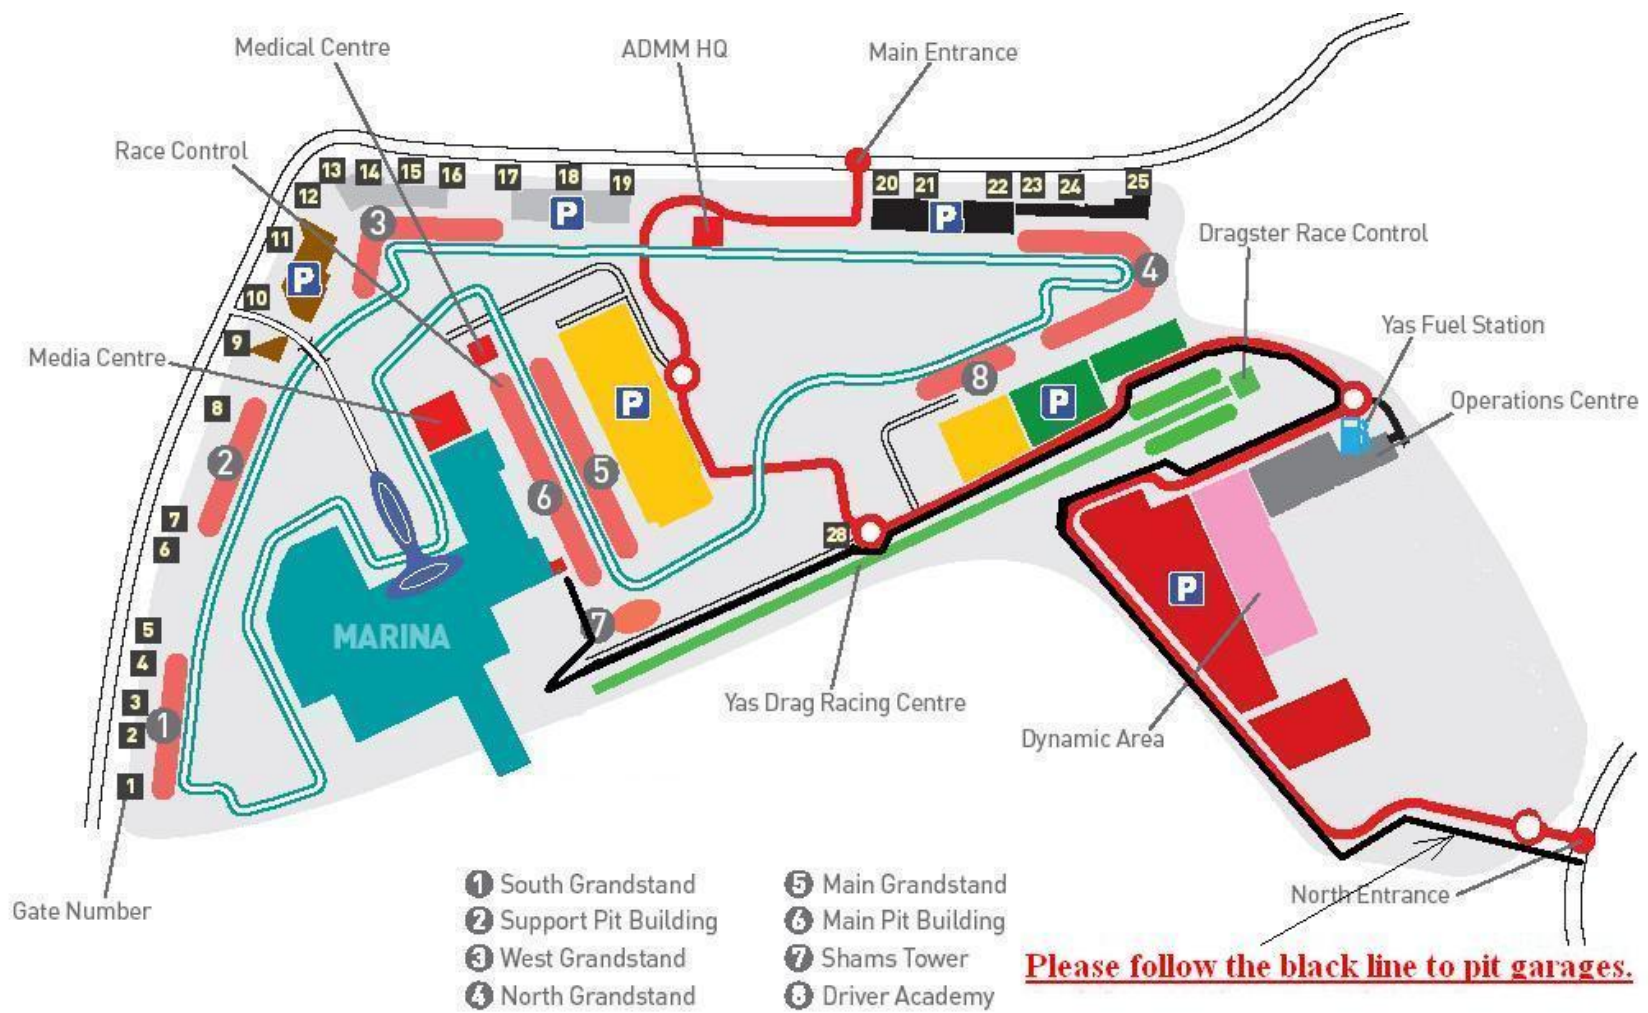 Medical Centre
ADMM HQ
Main Entrance
Race Control
13
14
15
16
17
18
19
20
21
22
23
24
25
12
P
P
3
11
Dragster Race Control
P
4
10
Yas Fuel Station
9
Media Centre
8
P
P
8
Operations Centre
2
5
6
7
28
6
P
5
7
MARINA
4
3
1
2
Yas Drag Racing Centre
Dynamic Area
1
1 South Grandstand
2 Support Pit Building
3 West Grandstand
4 North Grandstand
5 Main Grandstand
6 Main Pit Building
7 Shams Tower
8 Driver Academy
North Entrance
Gate Number
Please follow the black line to pit garages.